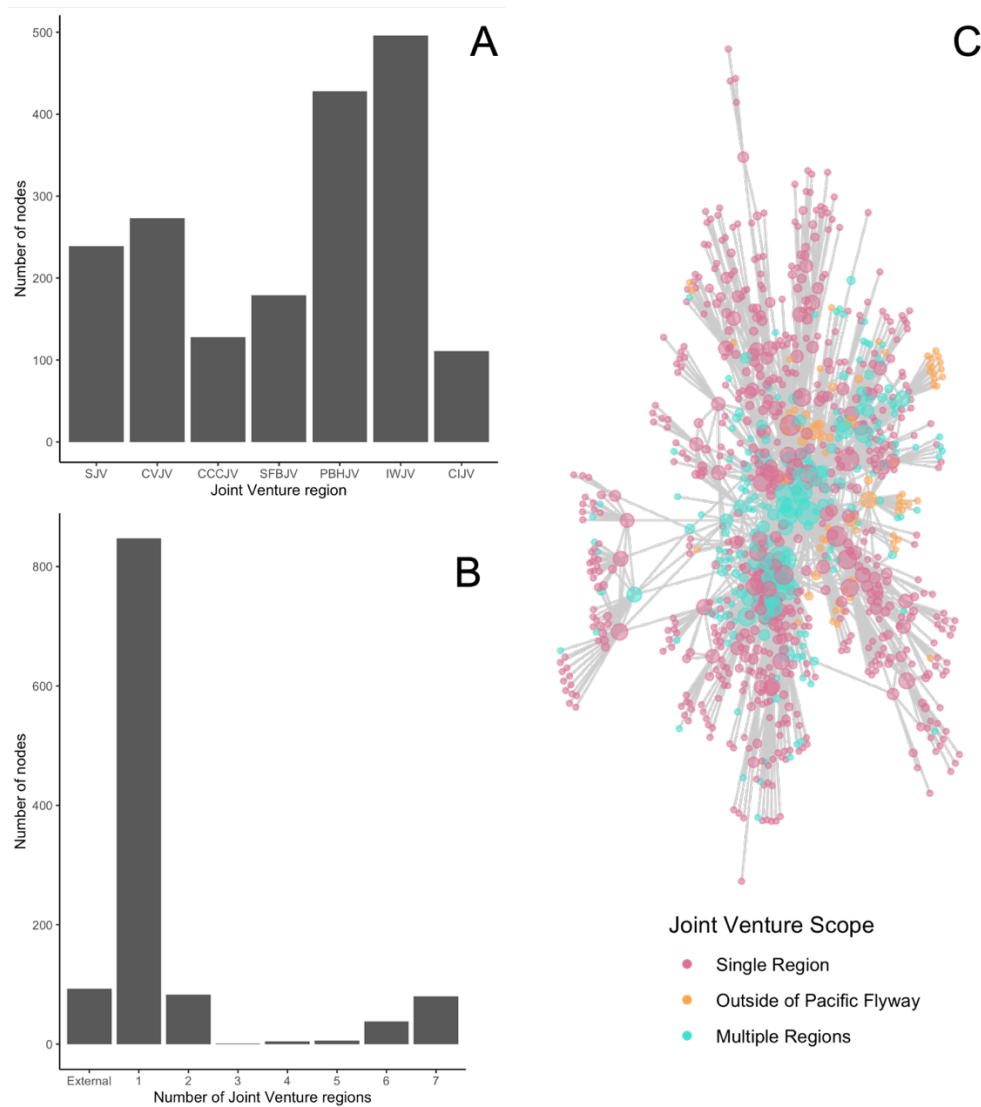 A
500
400
300
200
100
0
Number of nodes
SJV CVJV CCCJV SFBJV PBHJV IWJV CIJV
Joint Venture region
B
800
600
400
200
0
Number of nodes
External 1 2 3 4 5 6 7
Number of Joint Venture regions
C
Joint Venture Scope
Single Region
Outside of Pacific Flyway
Multiple Regions